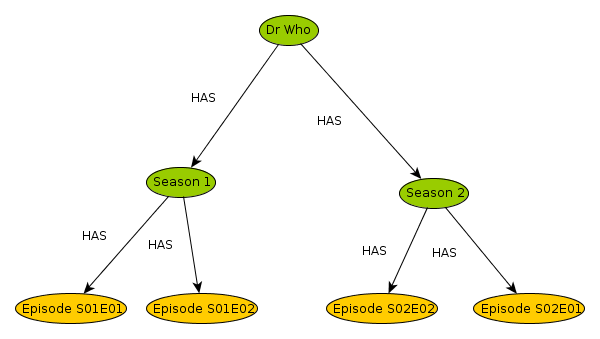 Dr Who
HAS
HAS
Season 1
Season 2
HAS
HAS
HAS
HAS
Episode S01E01
Episode S01E02
Episode S02E02
Episode S02E01